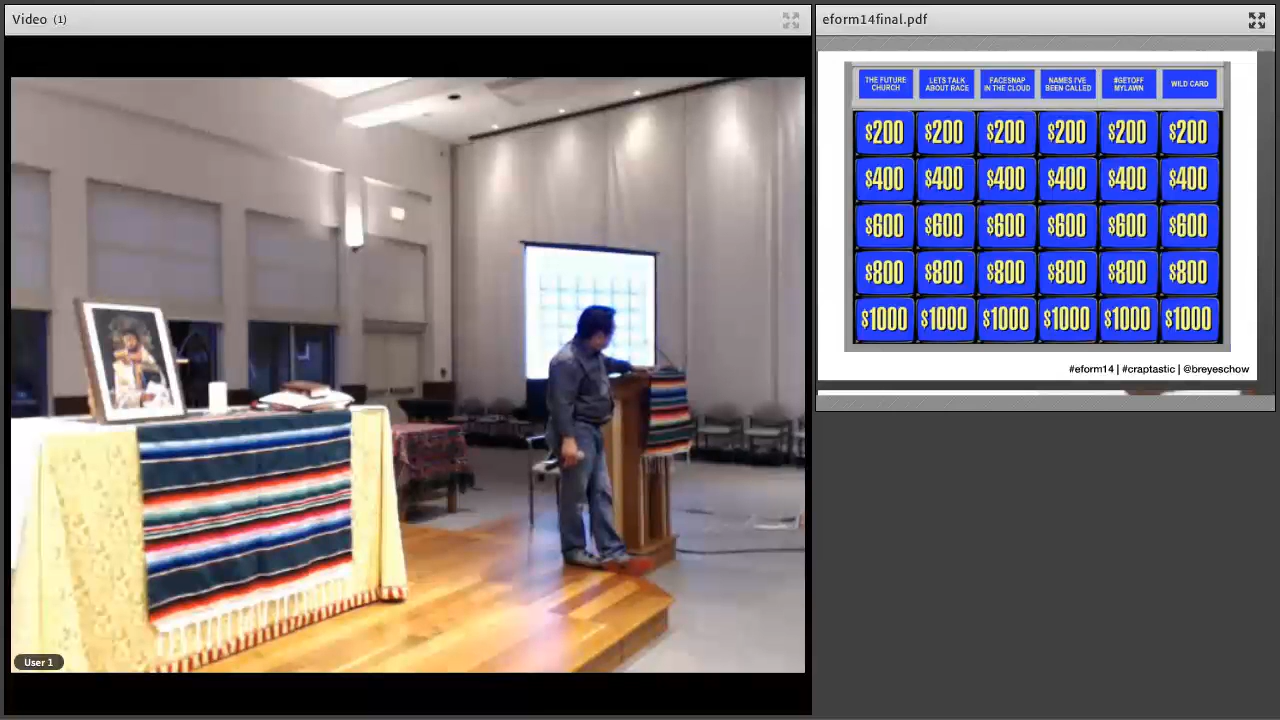 Video (1)
eform14final.pdf
THE FUTURE CHURCH
LETS TALK ABOUT RACE
FACESNAP IN THE CLOUD
NAMES I'VE BEEN CALLED
#GETOFF MYLAWN
WILD CARD
$200 $200 $200 $200 $200 $200
$400 $400 $400 $400 $400 $400
$600 $600 $600 $600 $600 $600
$800 $800 $800 $800 $800 $800
$1000 $1000 $1000 $1000 $1000 $1000
#eform14 | #craptastic | @breyeschow
User 1